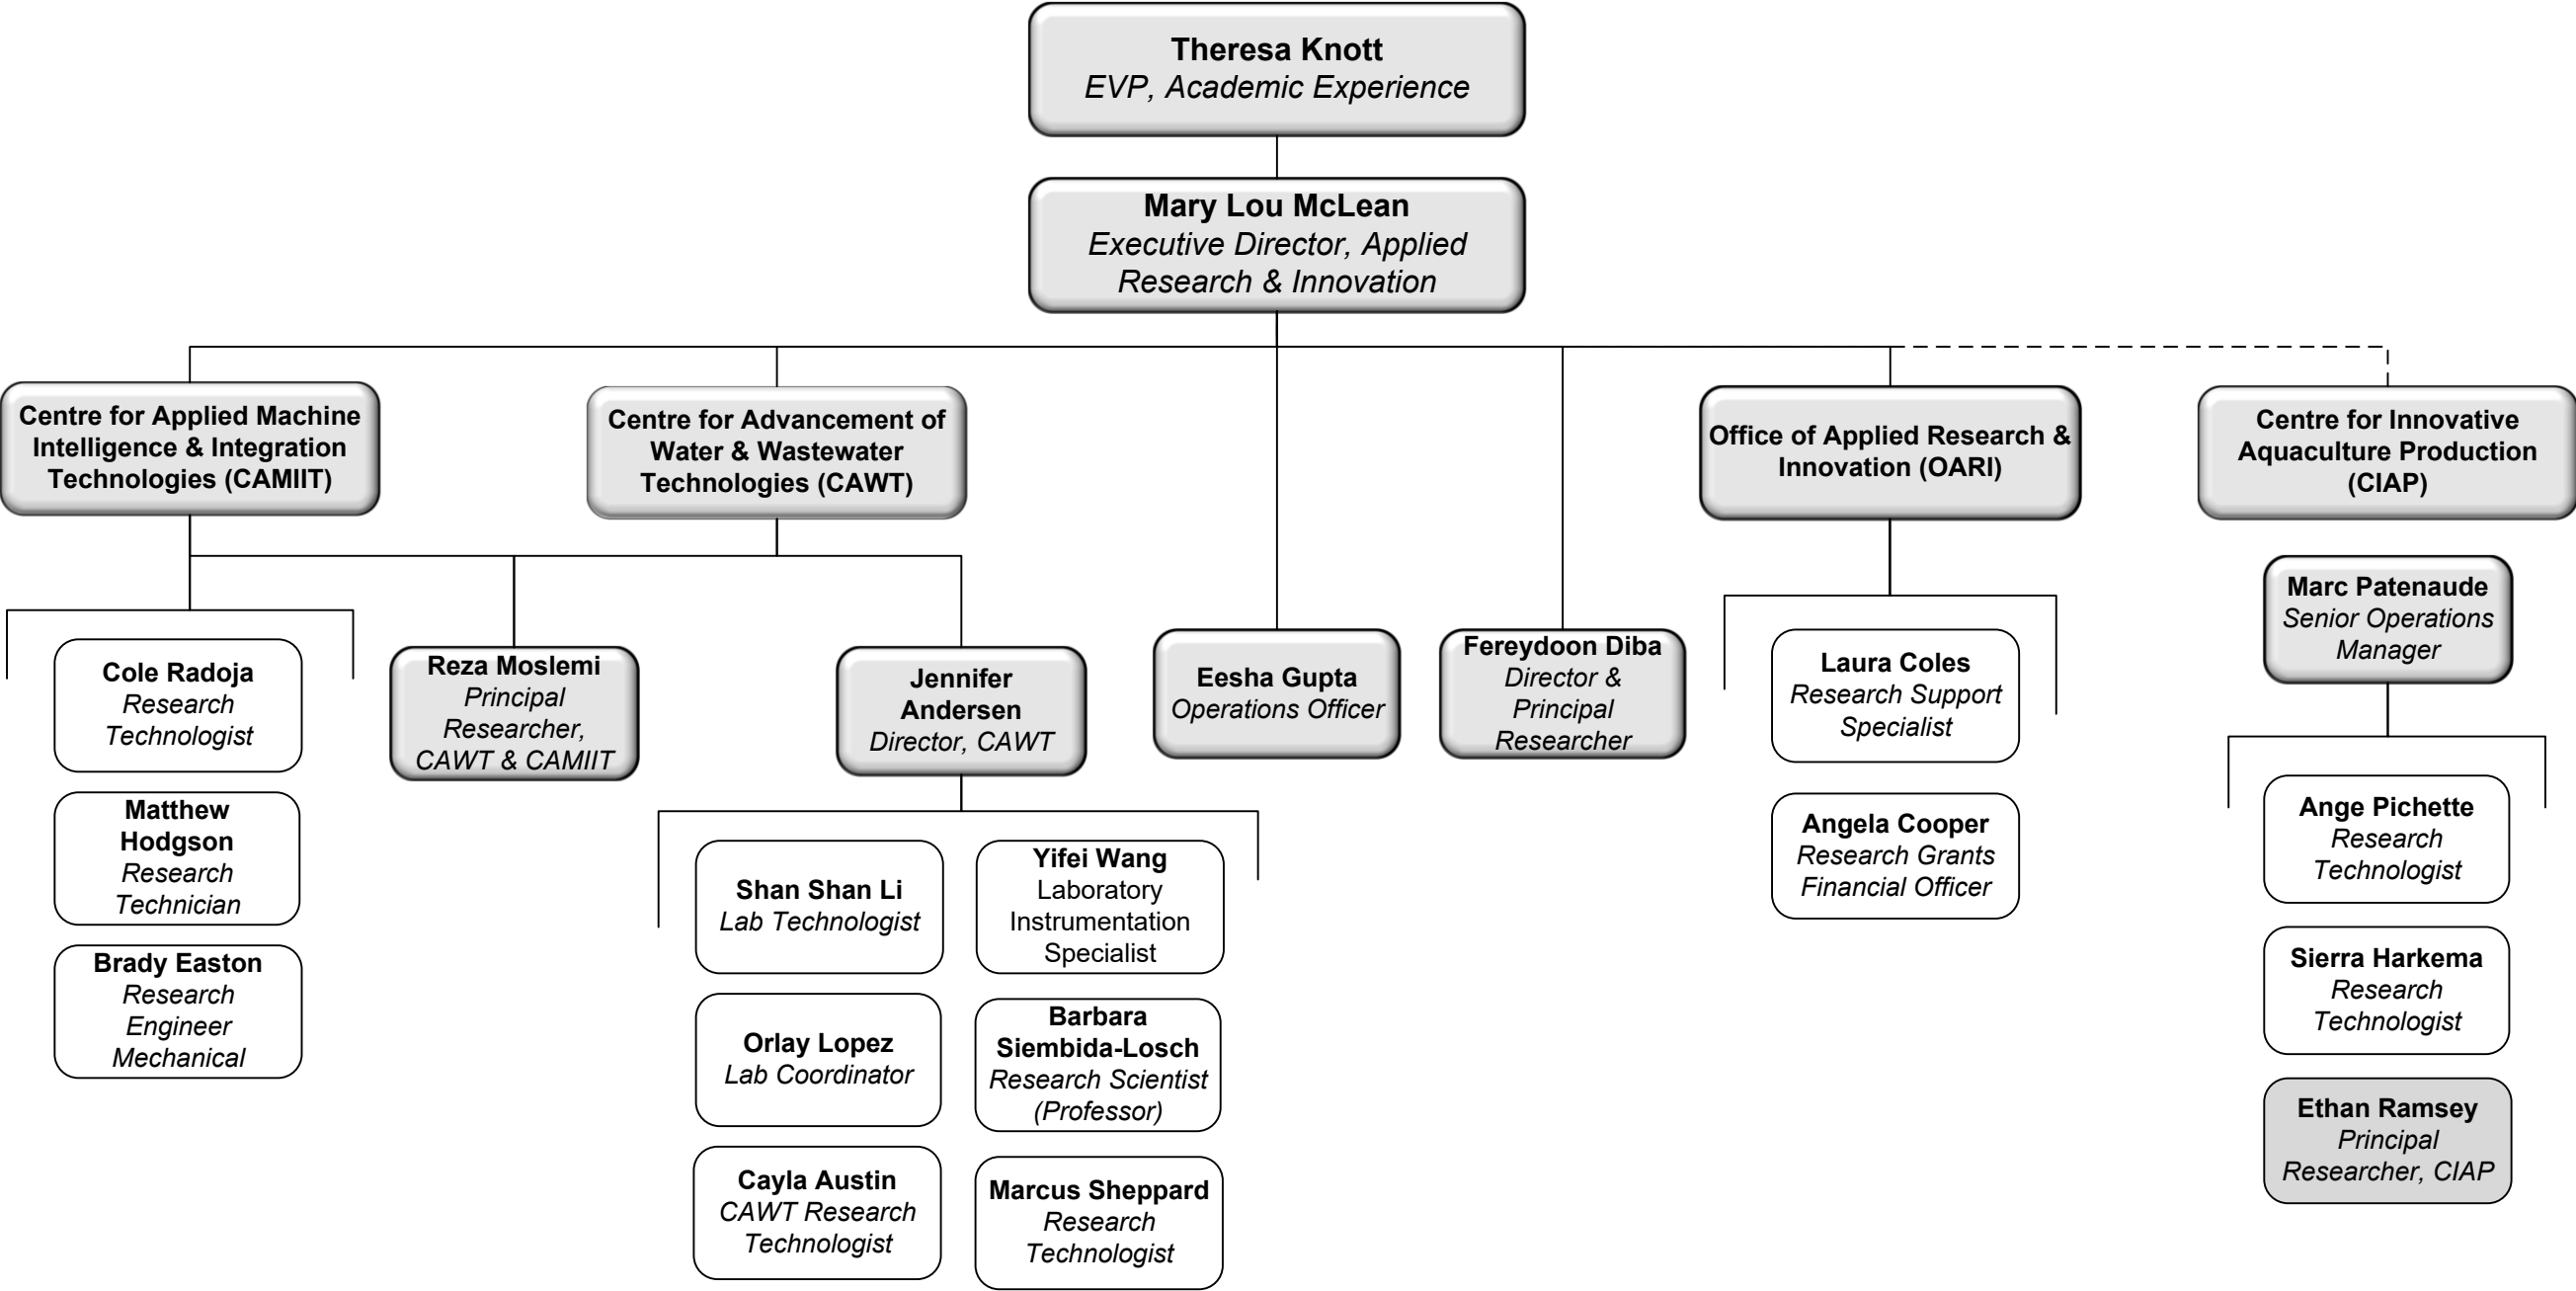 Theresa Knott
EVP, Academic Experience
Mary Lou McLean
Executive Director, Applied
Research & Innovation
Centre for Applied Machine
Intelligence & Integration
Technologies (CAMIIT)
Centre for Advancement of
Water & Wastewater
Technologies (CAWT)
Office of Applied Research &
Innovation (OARI)
Centre for Innovative
Aquaculture Production
(CIAP)
Cole Radoja
Research
Technologist
Matthew
Hodgson
Research
Technician
Brady Easton
Research
Engineer
Mechanical
Reza Moslemi
Principal
Researcher,
CAWT & CAMIIT
Jennifer
Andersen
Director, CAWT
Shan Shan Li
Lab Technologist
Orlay Lopez
Lab Coordinator
Cayla Austin
CAWT Research
Technologist
Yifei Wang
Laboratory
Instrumentation
Specialist
Barbara
Siembida-Losch
Research Scientist
(Professor)
Marcus Sheppard
Research
Technologist
Eesha Gupta
Operations Officer
Fereydoon Diba
Director &
Principal
Researcher
Laura Coles
Research Support
Specialist
Angela Cooper
Research Grants
Financial Officer
Marc Patenaude
Senior Operations
Manager
Ange Pichette
Research
Technologist
Sierra Harkema
Research
Technologist
Ethan Ramsey
Principal
Researcher, CIAP